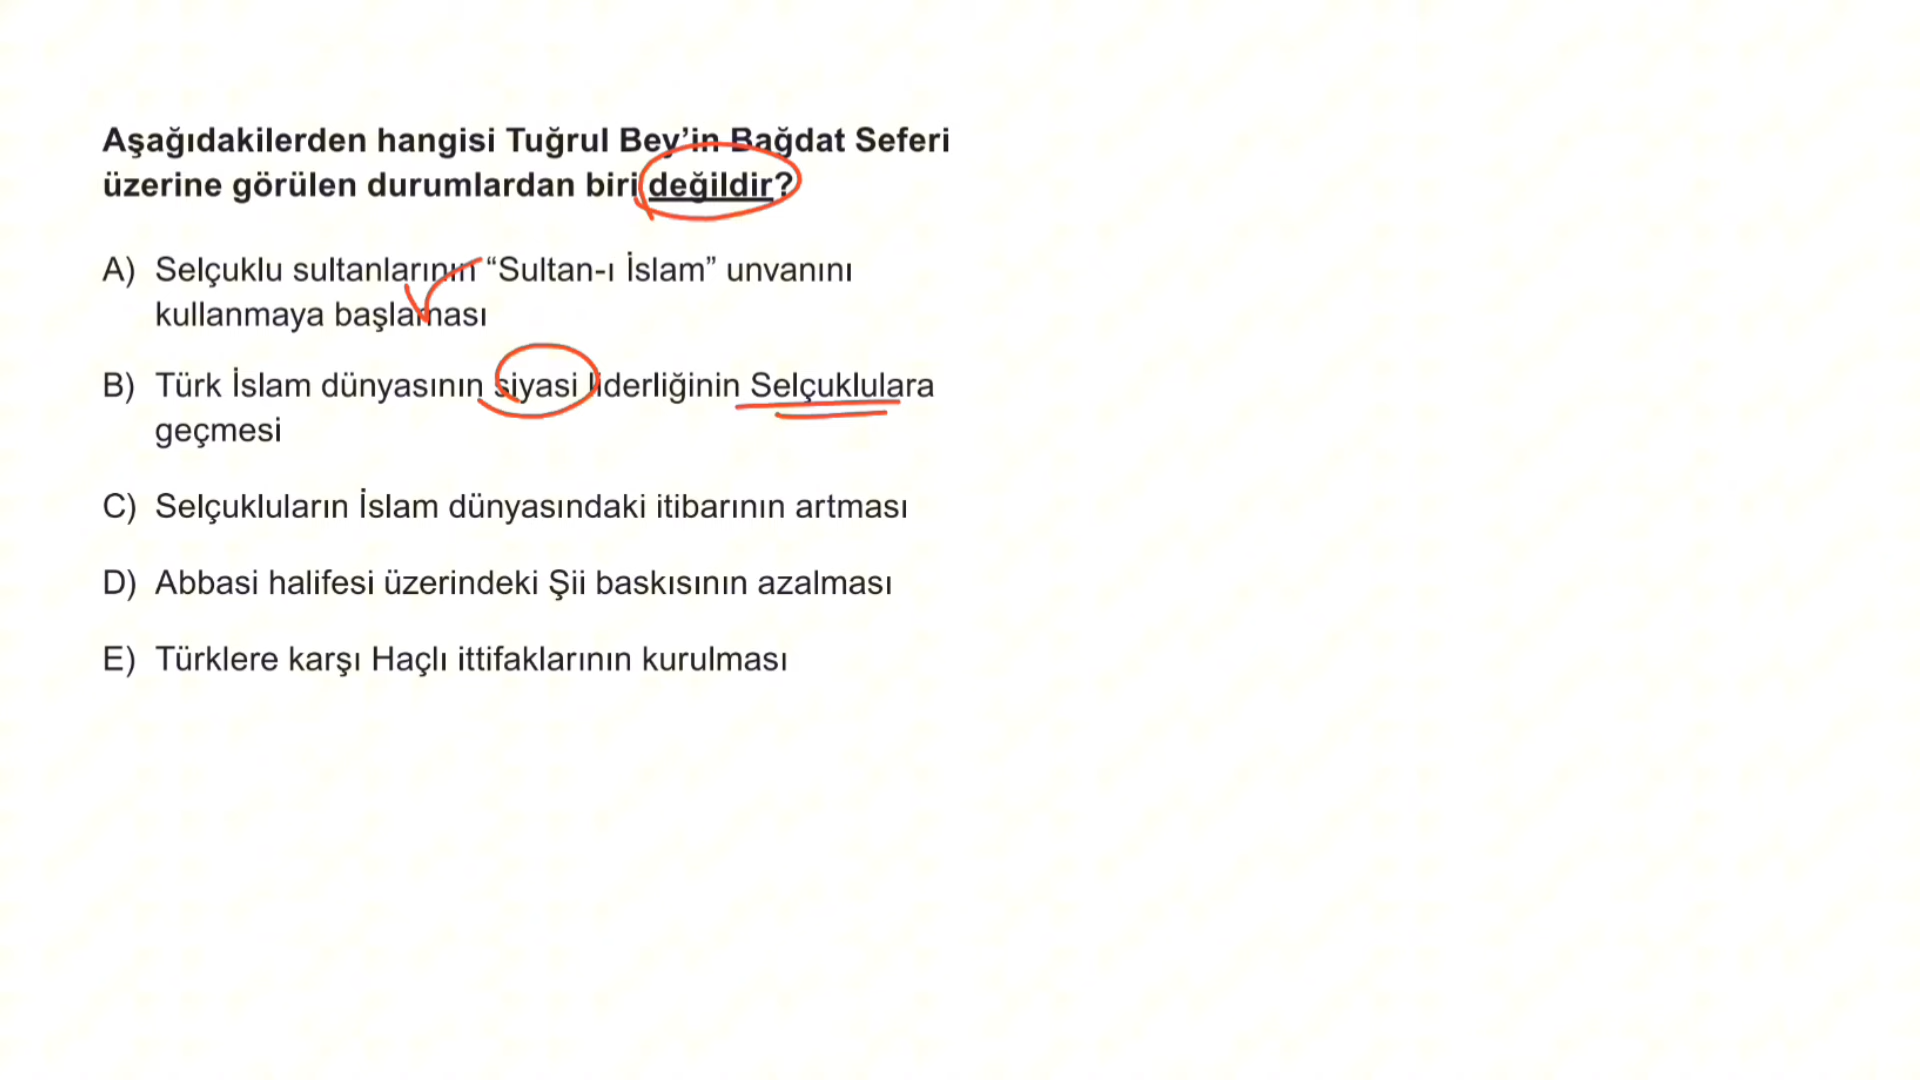 Aşağıdakilerden hangisi Tuğrul Bey’in Bağdat Seferi
üzerine görülen durumlardan biri değildir?
A) Selçuklu sultanlarının “Sultan-ı İslam” unvanını
kullanmaya başlaması
B) Türk İslam dünyasının siyasi liderliğinin Selçuklulara
geçmesi
C) Selçukluların İslam dünyasındaki itibarının artması
D) Abbasi halifesi üzerindeki Şii baskısının azalması
E) Türklere karşı Haçlı ittifaklarının kurulması